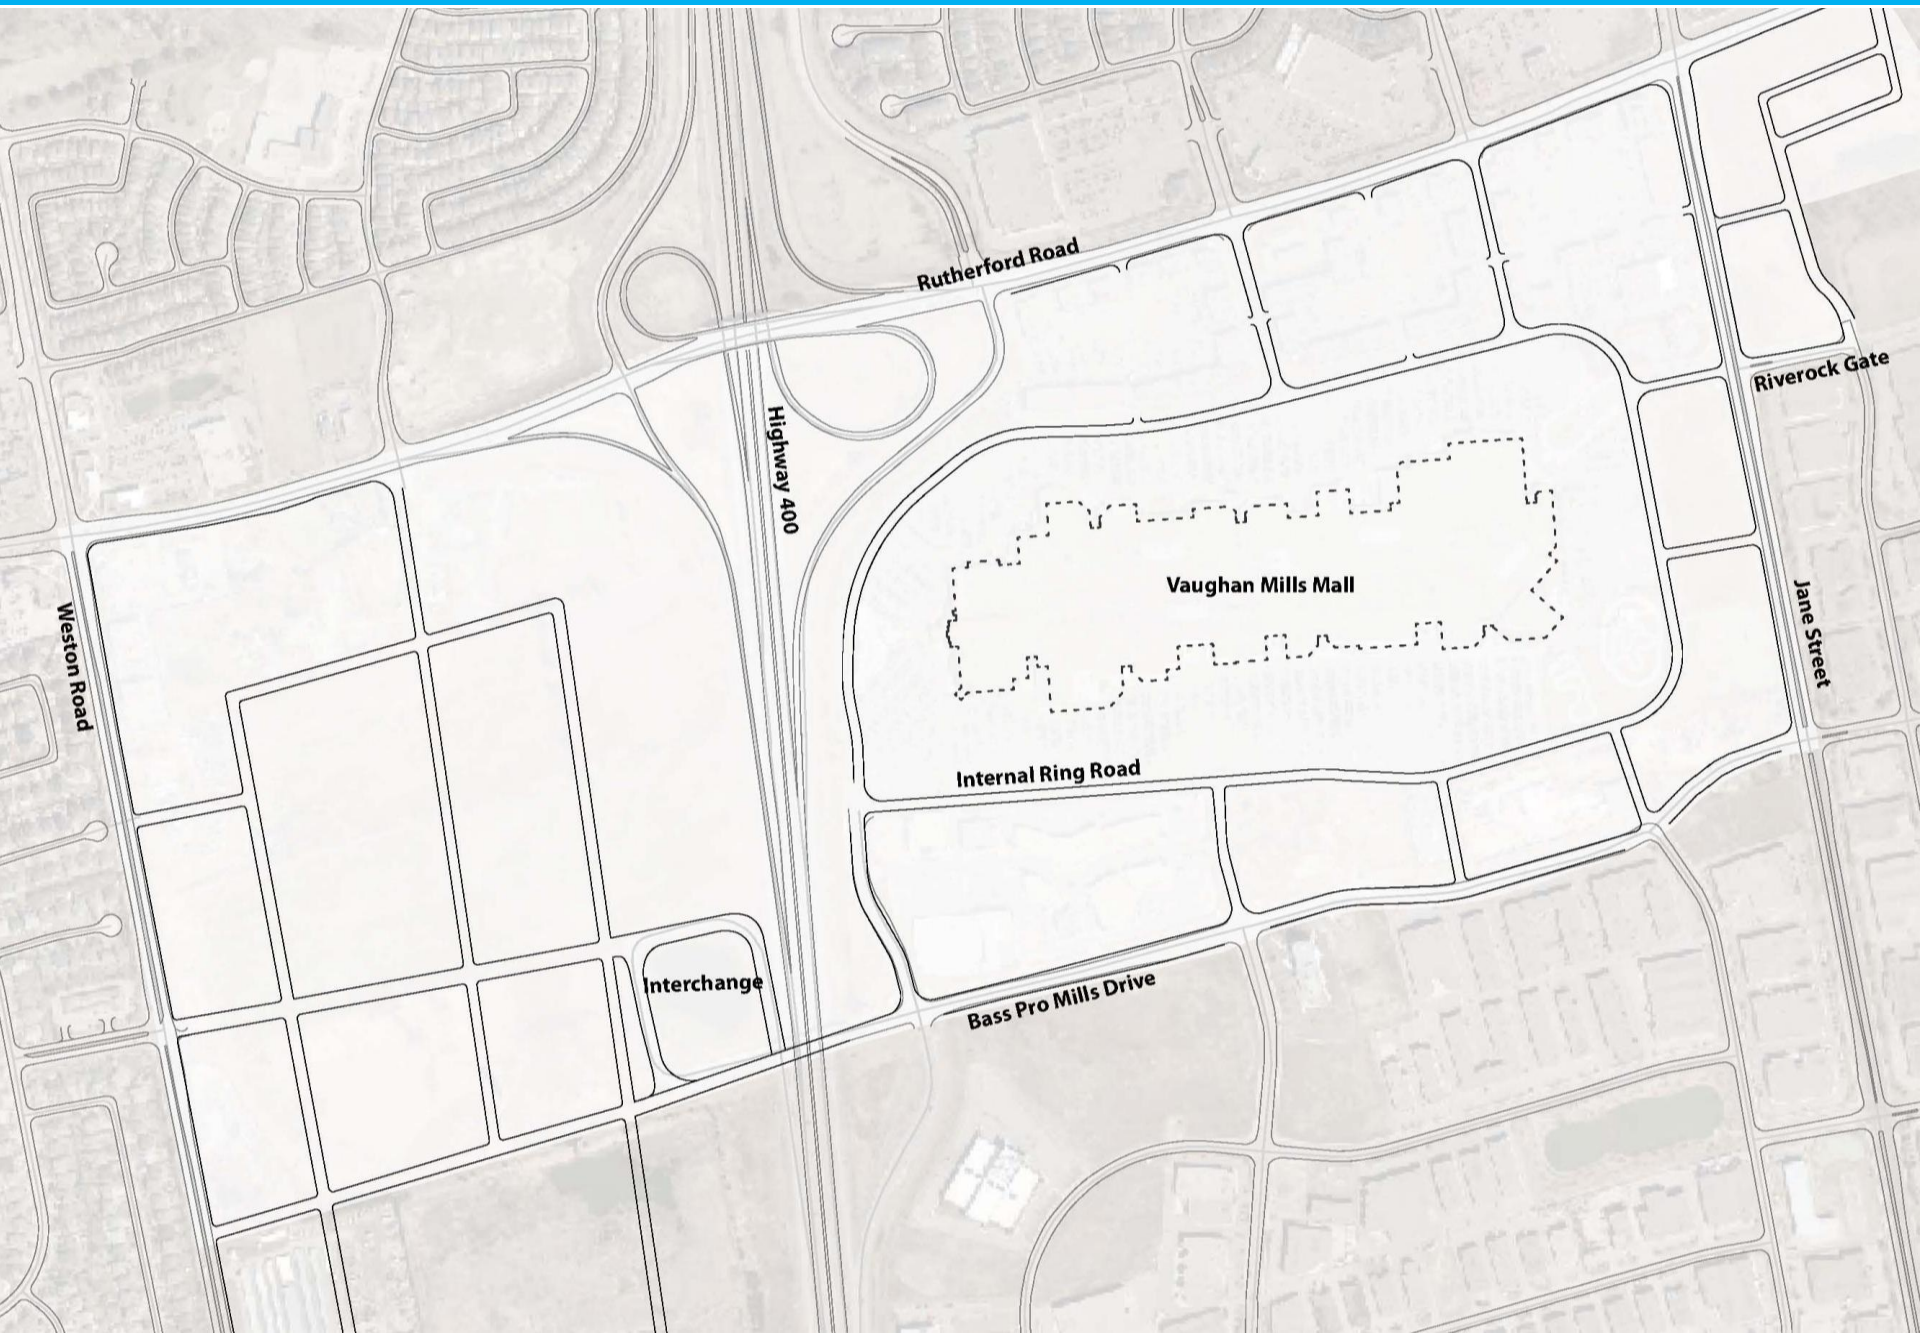 Rutherford Road
Riverock Gate
Highway 400
Vaughan Mills Mall
Weston Road
Jane Street
Internal Ring Road
Interchange
Bass Pro Mills Drive